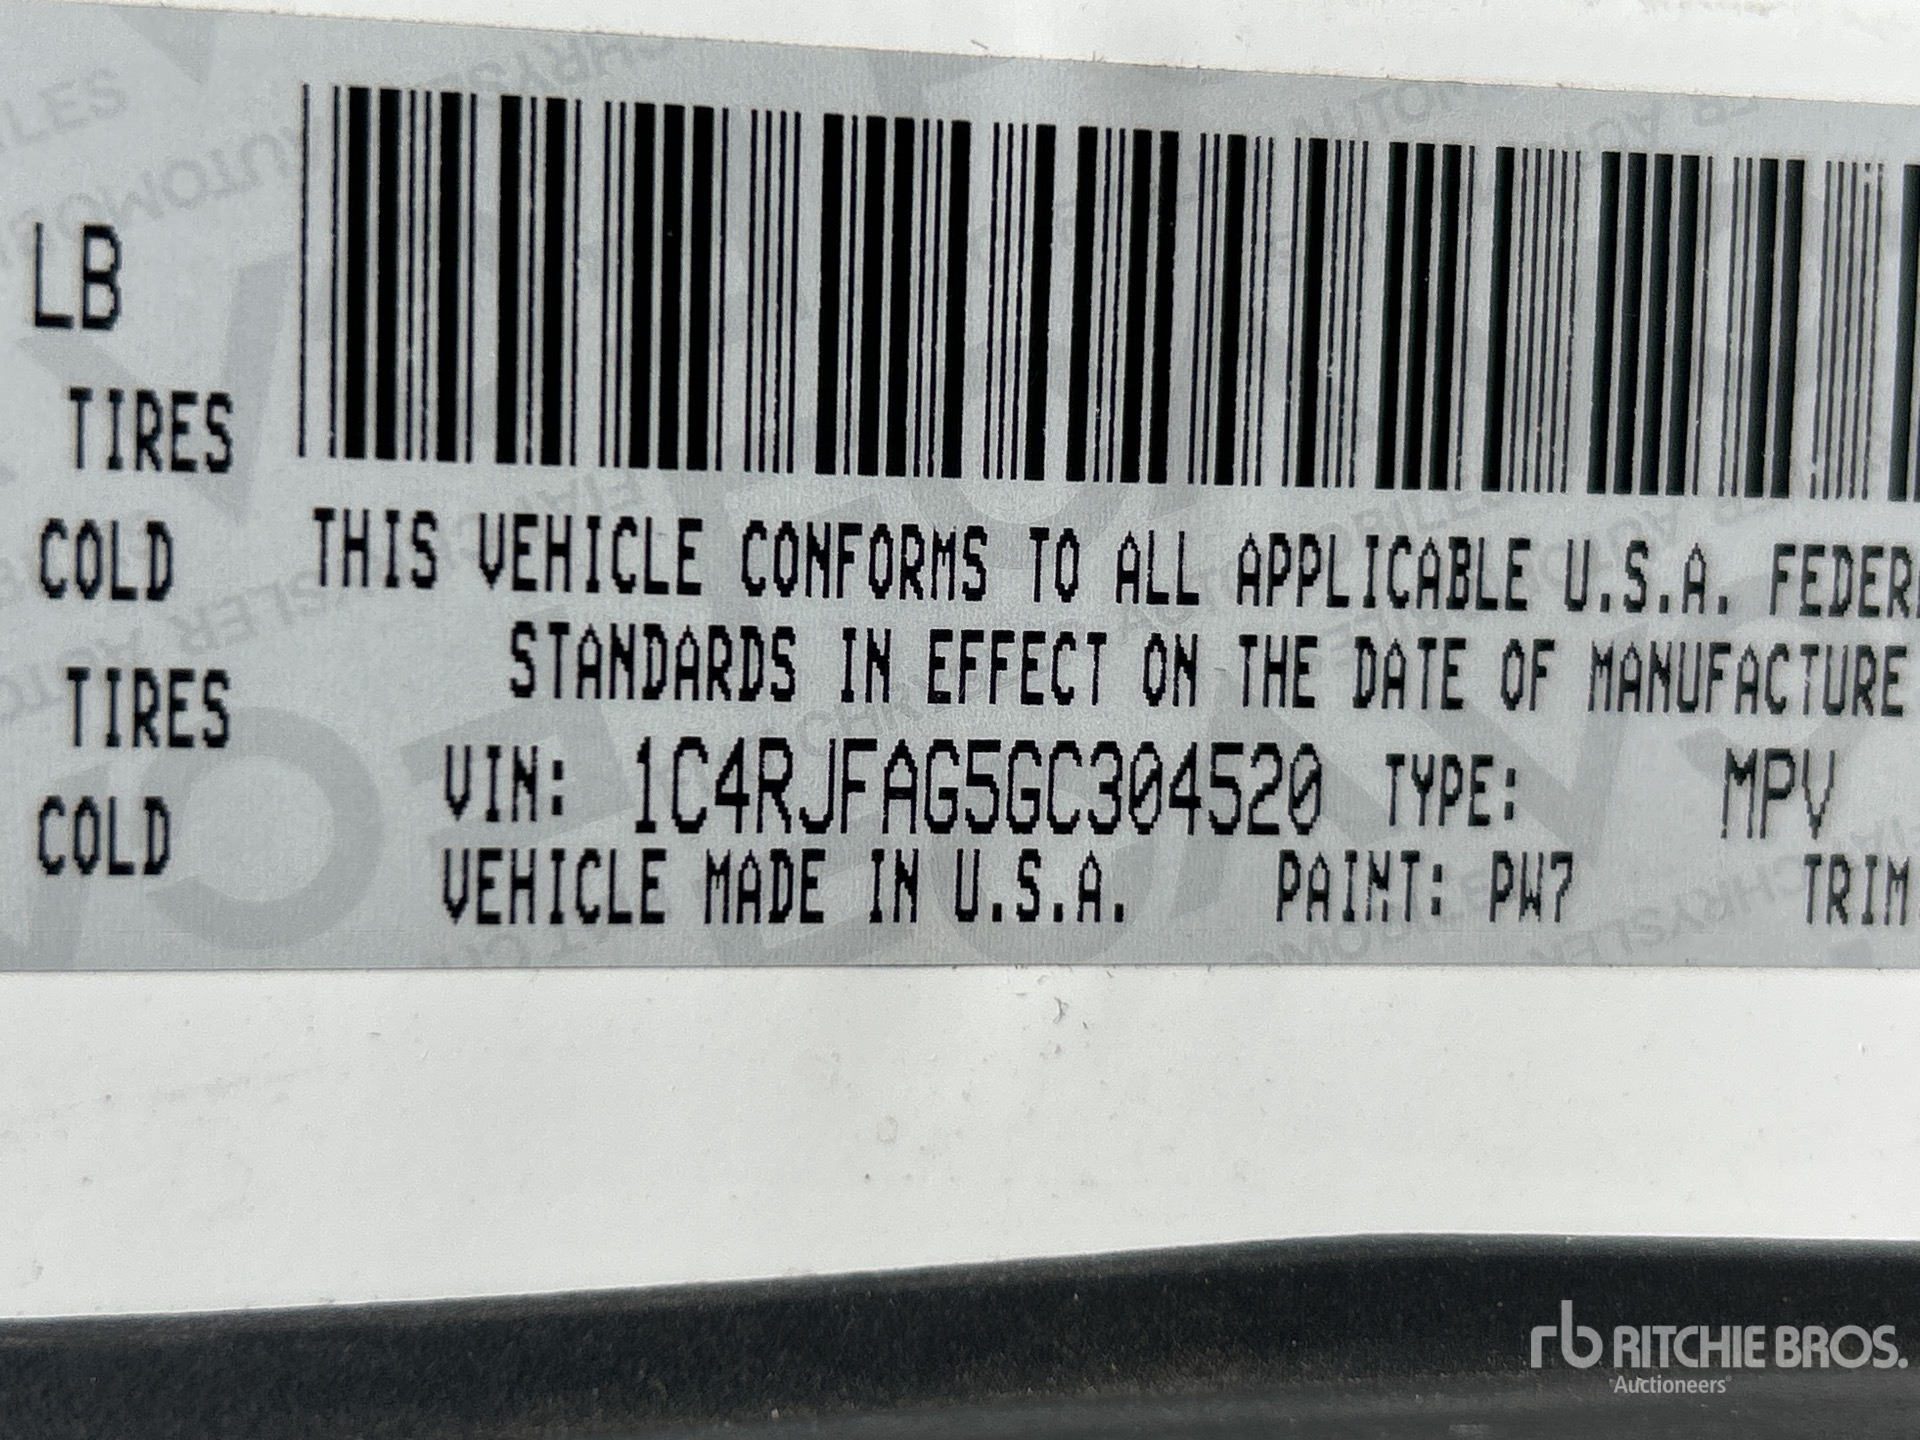 LB
TIRES
COLD
TIRES
COLD
THIS VEHICLE CONFORMS TO ALL APPLICABLE U.S.A. FEDER
STANDARDS IN EFFECT ON THE DATE OF MANUFACTURE
VIN: 1C4RJFAG5GC304520 TYPE: MPV
VEHICLE MADE IN U.S.A. PAINT: PW7 TRIM
rb RITCHIE BROS.
Auctioneers